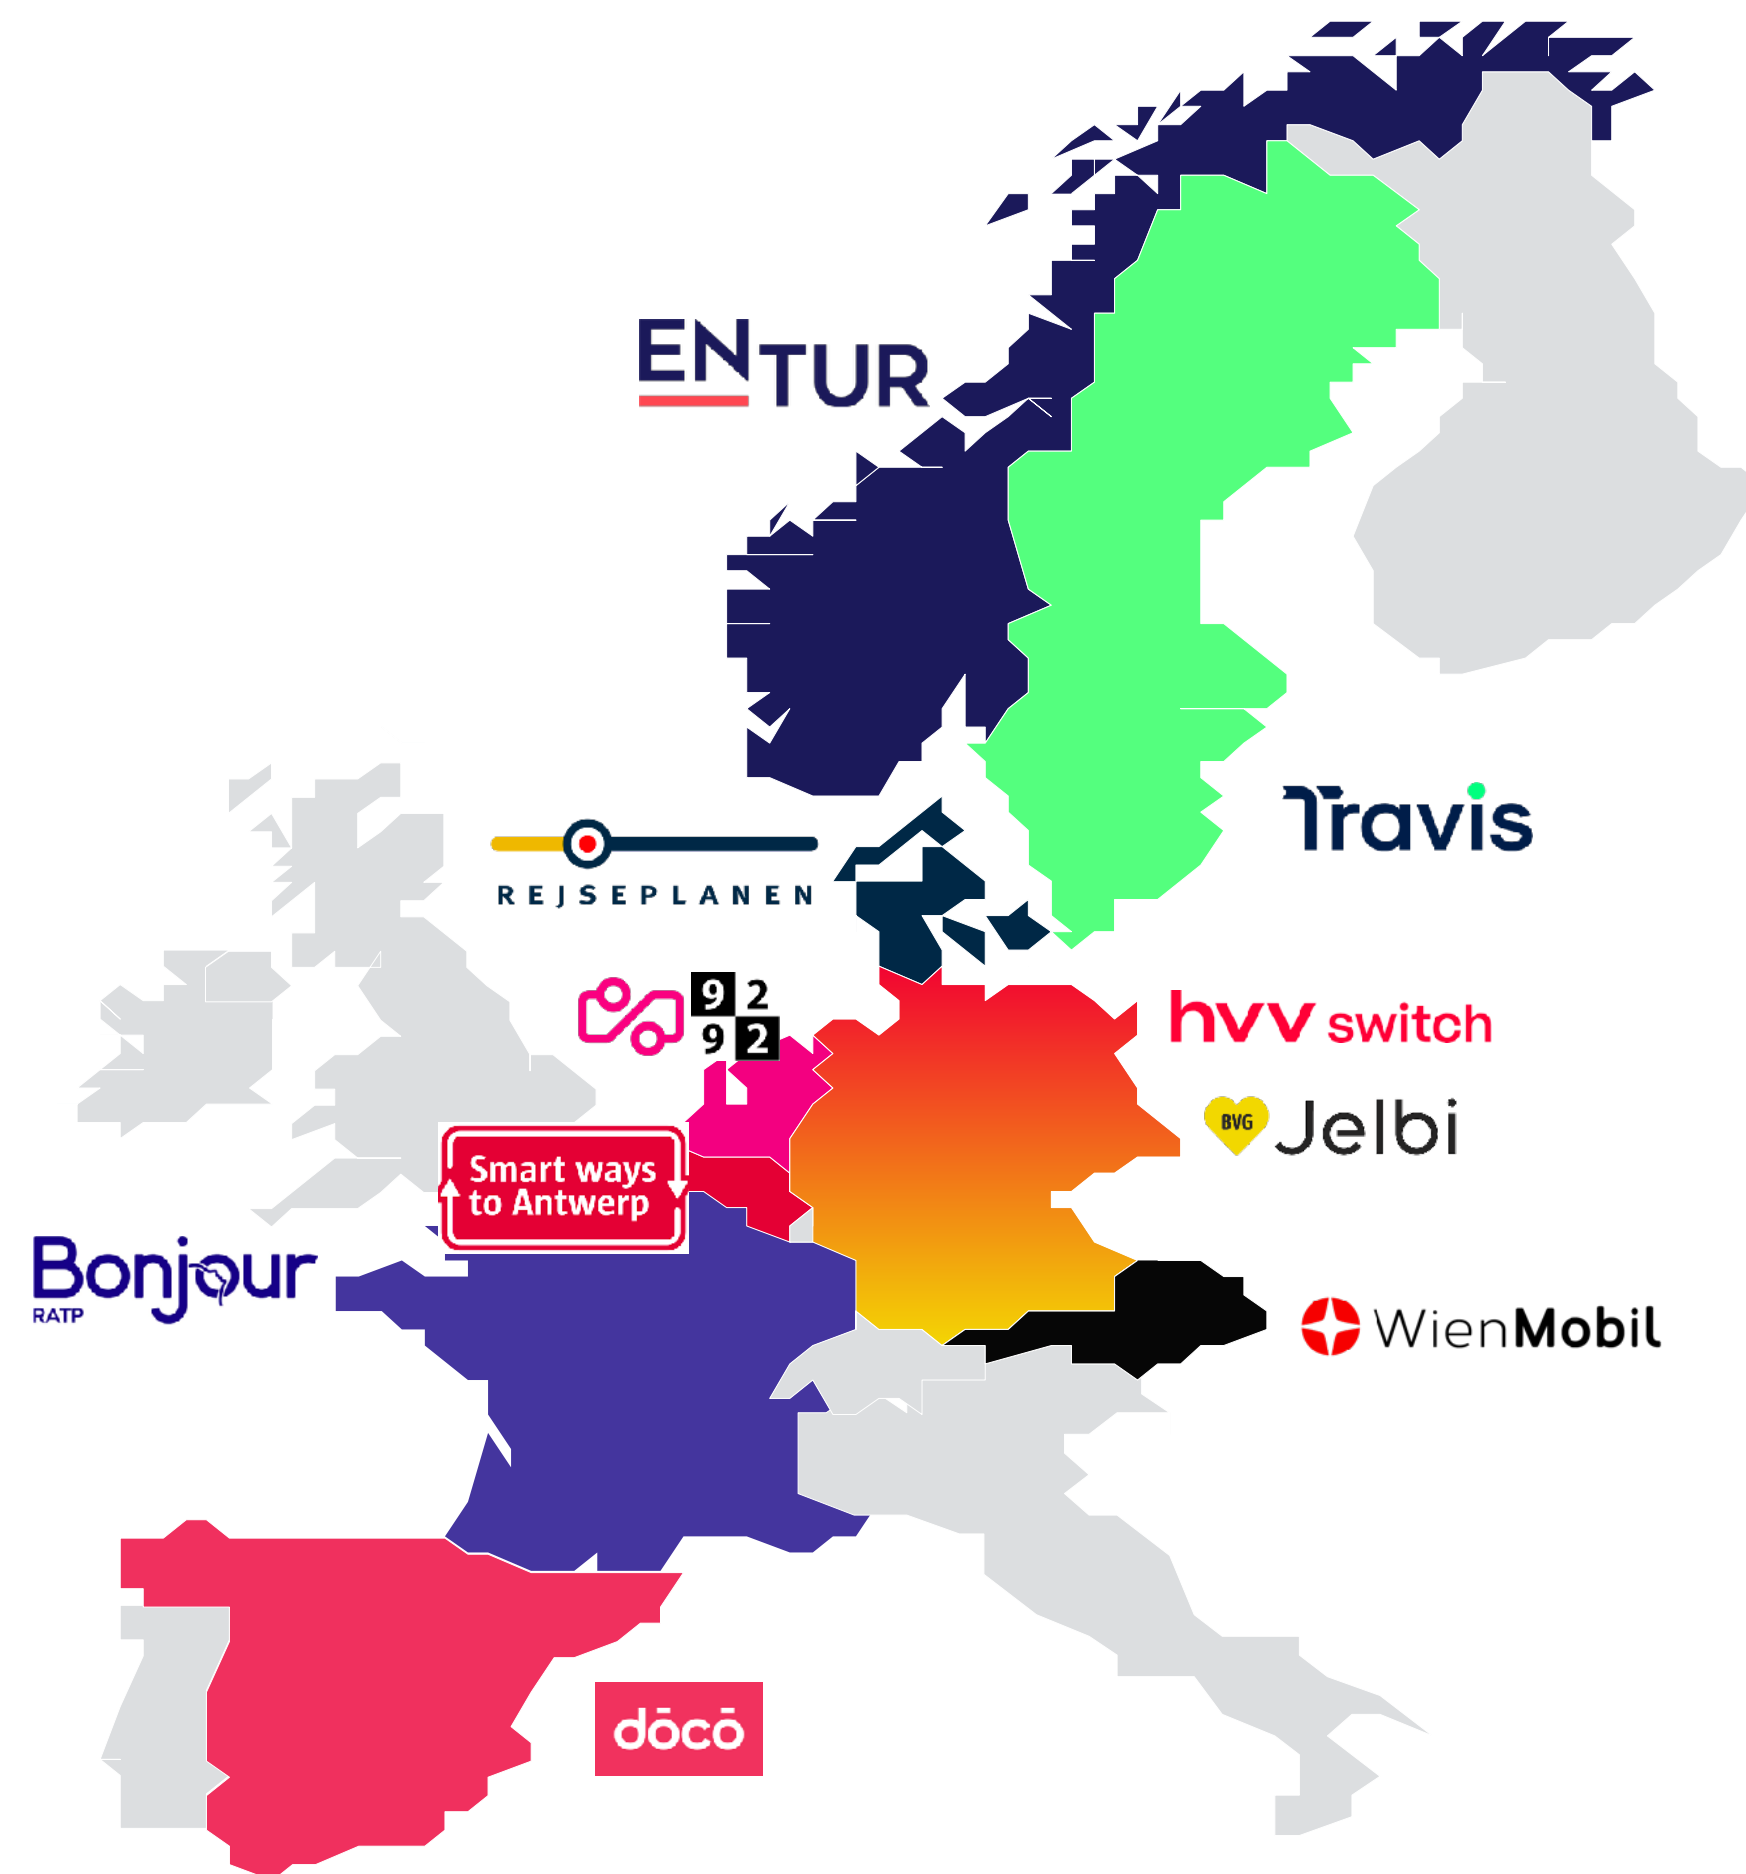 ENTUR
Travis
REJSEPLANEN
9 2
9 2
hvv switch
BVG Jelbi
Smart ways
to Antwerp
Bonjour
RATP
WienMobil
dōcō